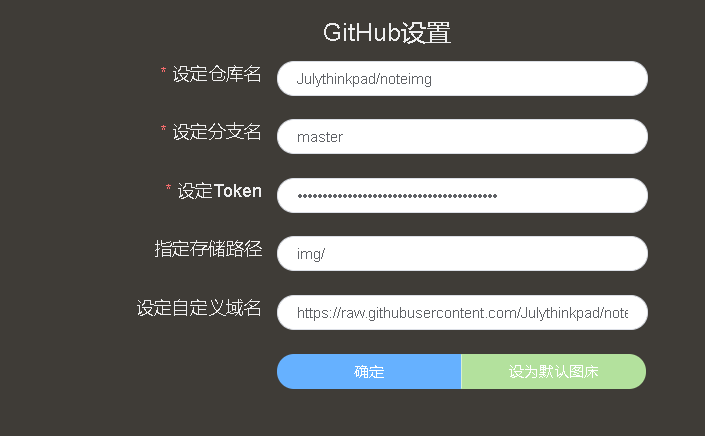 GitHub设置
* 设定仓库名 Julythinkpad/noteimg
* 设定分支名 master
* 设定Token ••••••••••••••••••••••••••••••••••••••••
指定存储路径 img/
设定自定义域名 https://raw.githubusercontent.com/Julythinkpad/note
确定 设为默认图床